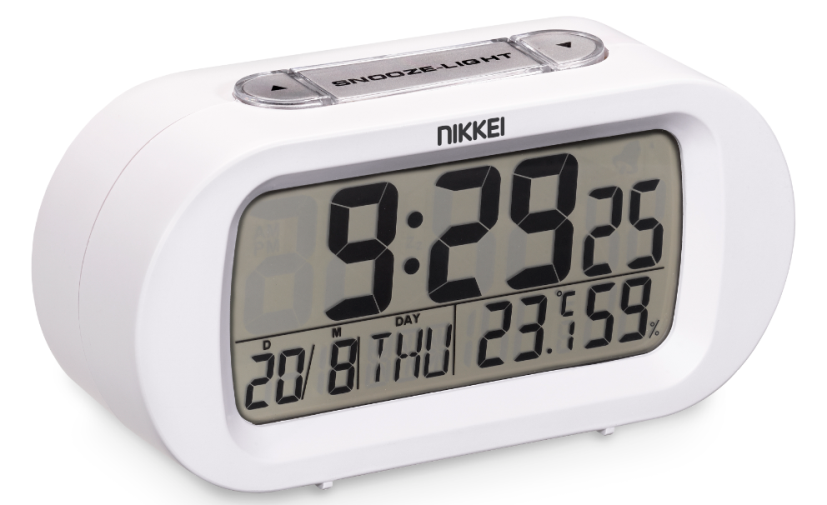 ▲ SNOOZE-LIGHT ▼
NIKKEI
9:29 25
D M DAY
20/ 8 THU 23.1 °C 59%